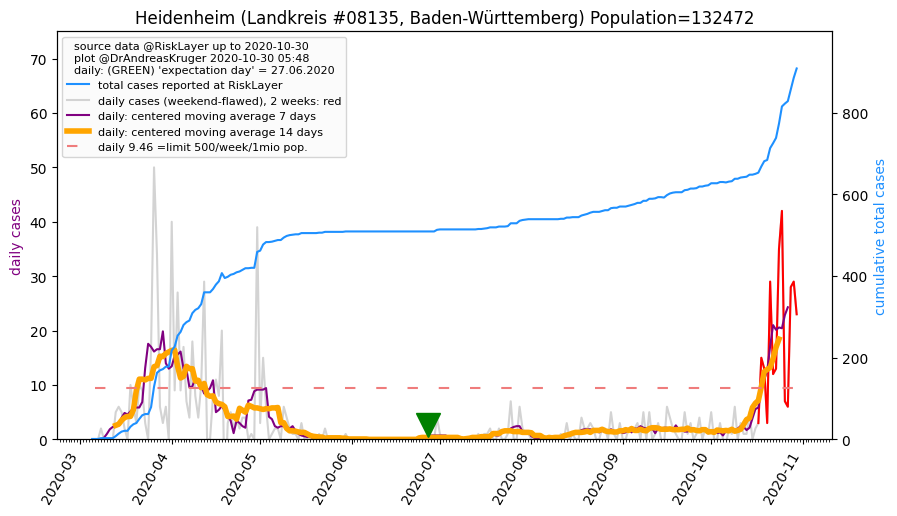 Heidenheim (Landkreis #08135, Baden-Württemberg) Population=132472
source data @RiskLayer up to 2020-10-30
plot @DrAndreasKruger 2020-10-30 05:48
daily: (GREEN) 'expectation day' = 27.06.2020
total cases reported at RiskLayer
daily cases (weekend-flawed), 2 weeks: red
daily: centered moving average 7 days
daily: centered moving average 14 days
daily 9.46 =limit 500/week/1mio pop.
daily cases
70
60
50
40
30
20
10
0
cumulative total cases
800
600
400
200
0
2020-03
2020-04
2020-05
2020-06
2020-07
2020-08
2020-09
2020-10
2020-11